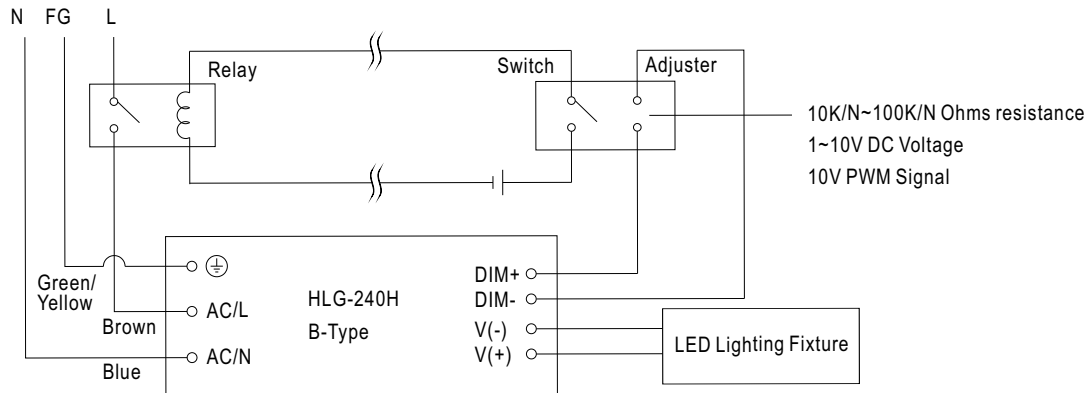 N FG L
Relay
Switch
Adjuster
10K/N~100K/N Ohms resistance
1~10V DC Voltage
10V PWM Signal
Green/
Yellow
Brown
AC/L
Blue
AC/N
HLG-240H
B-Type
DIM+
DIM-
V(-)
V(+)
LED Lighting Fixture